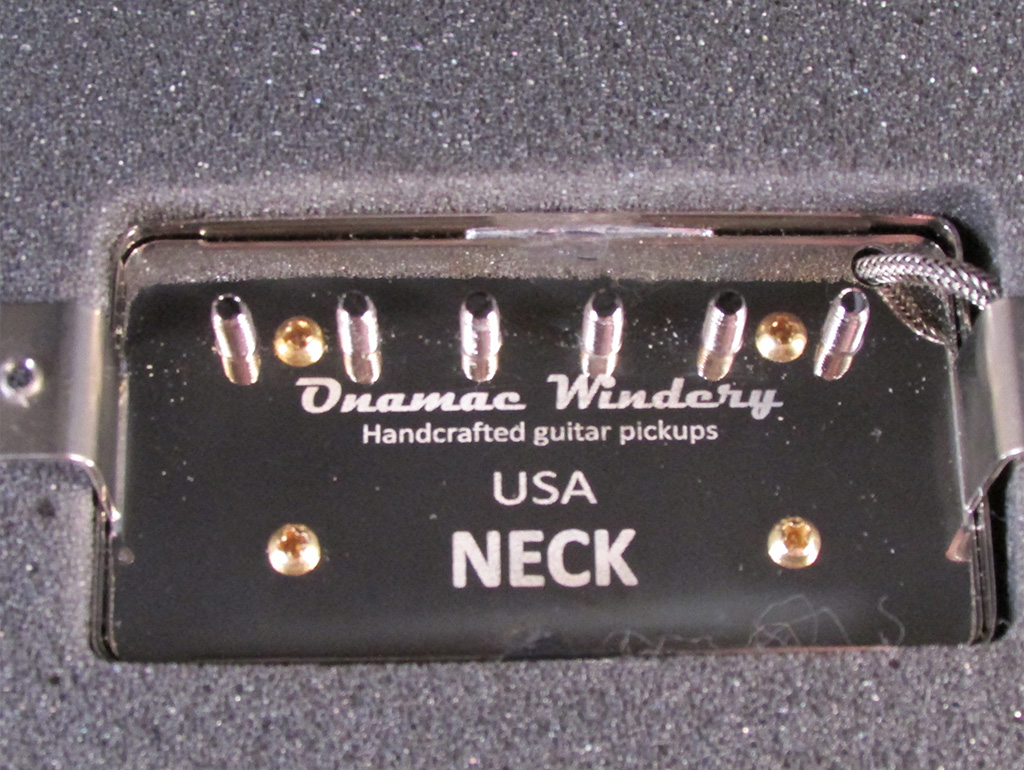 Onamac Windery
Handcrafted guitar pickups
USA
NECK